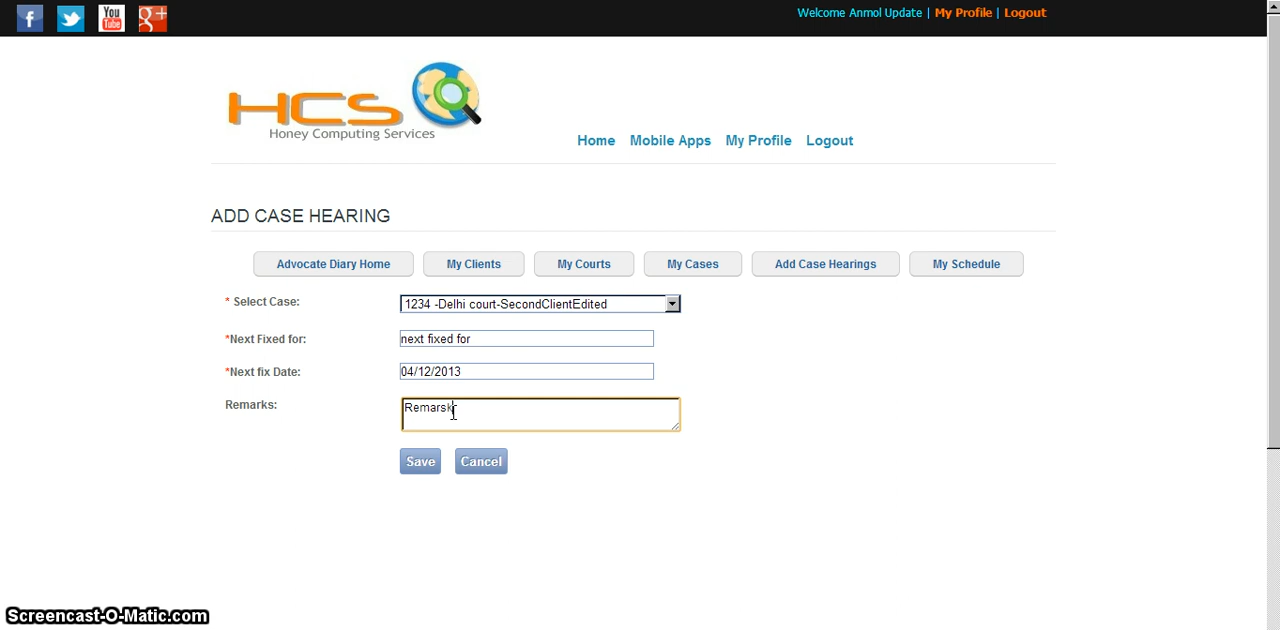 f You Tube g+ Welcome Anmol Update | My Profile | Logout
HCS
Honey Computing Services
Home Mobile Apps My Profile Logout
ADD CASE HEARING
Advocate Diary Home My Clients My Courts My Cases Add Case Hearings My Schedule
* Select Case: 1234 -Delhi court-SecondClientEdited
*Next Fixed for: next fixed for
*Next fix Date: 04/12/2013
Remarks: Remarsk
Save Cancel
Screencast-O-Matic.com